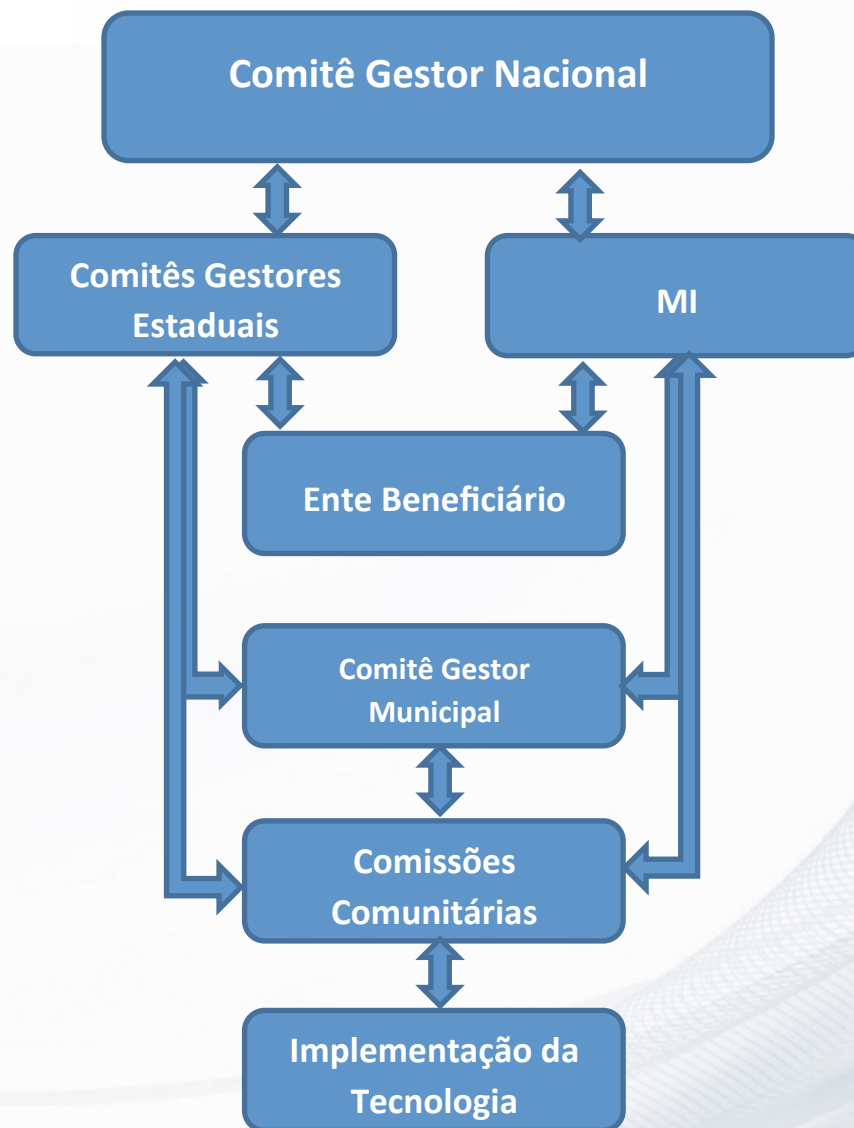 Comitê Gestor Nacional
Comitês Gestores
Estaduais
MI
Ente Beneficiário
Comitê Gestor
Municipal
Comissões
Comunitárias
Implementação da
Tecnologia